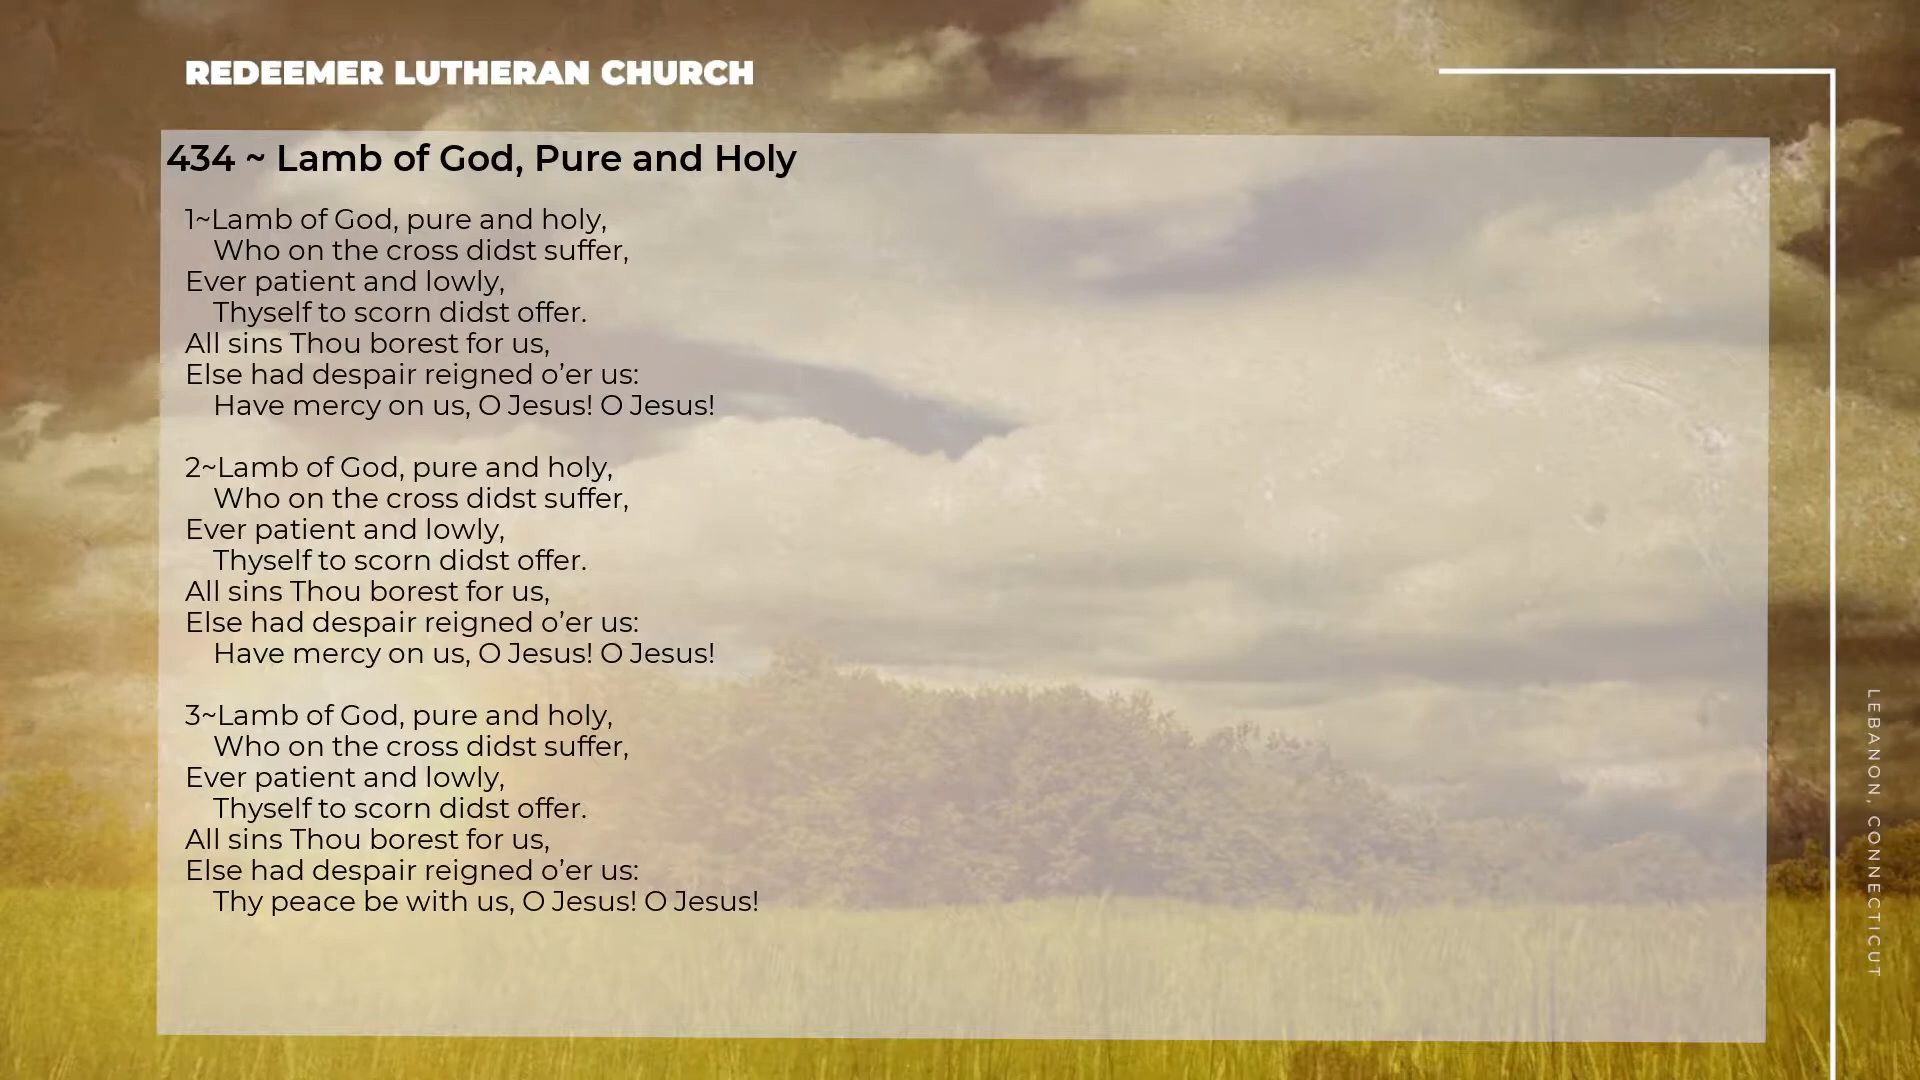 REDEEMER LUTHERAN CHURCH
434 ~ Lamb of God, Pure and Holy
1~Lamb of God, pure and holy,
Who on the cross didst suffer,
Ever patient and lowly,
Thyself to scorn didst offer.
All sins Thou borest for us,
Else had despair reigned o’er us:
Have mercy on us, O Jesus! O Jesus!
2~Lamb of God, pure and holy,
Who on the cross didst suffer,
Ever patient and lowly,
Thyself to scorn didst offer.
All sins Thou borest for us,
Else had despair reigned o’er us:
Have mercy on us, O Jesus! O Jesus!
3~Lamb of God, pure and holy,
Who on the cross didst suffer,
Ever patient and lowly,
Thyself to scorn didst offer.
All sins Thou borest for us,
Else had despair reigned o’er us:
Thy peace be with us, O Jesus! O Jesus!
LEBANON, CONNECTICUT